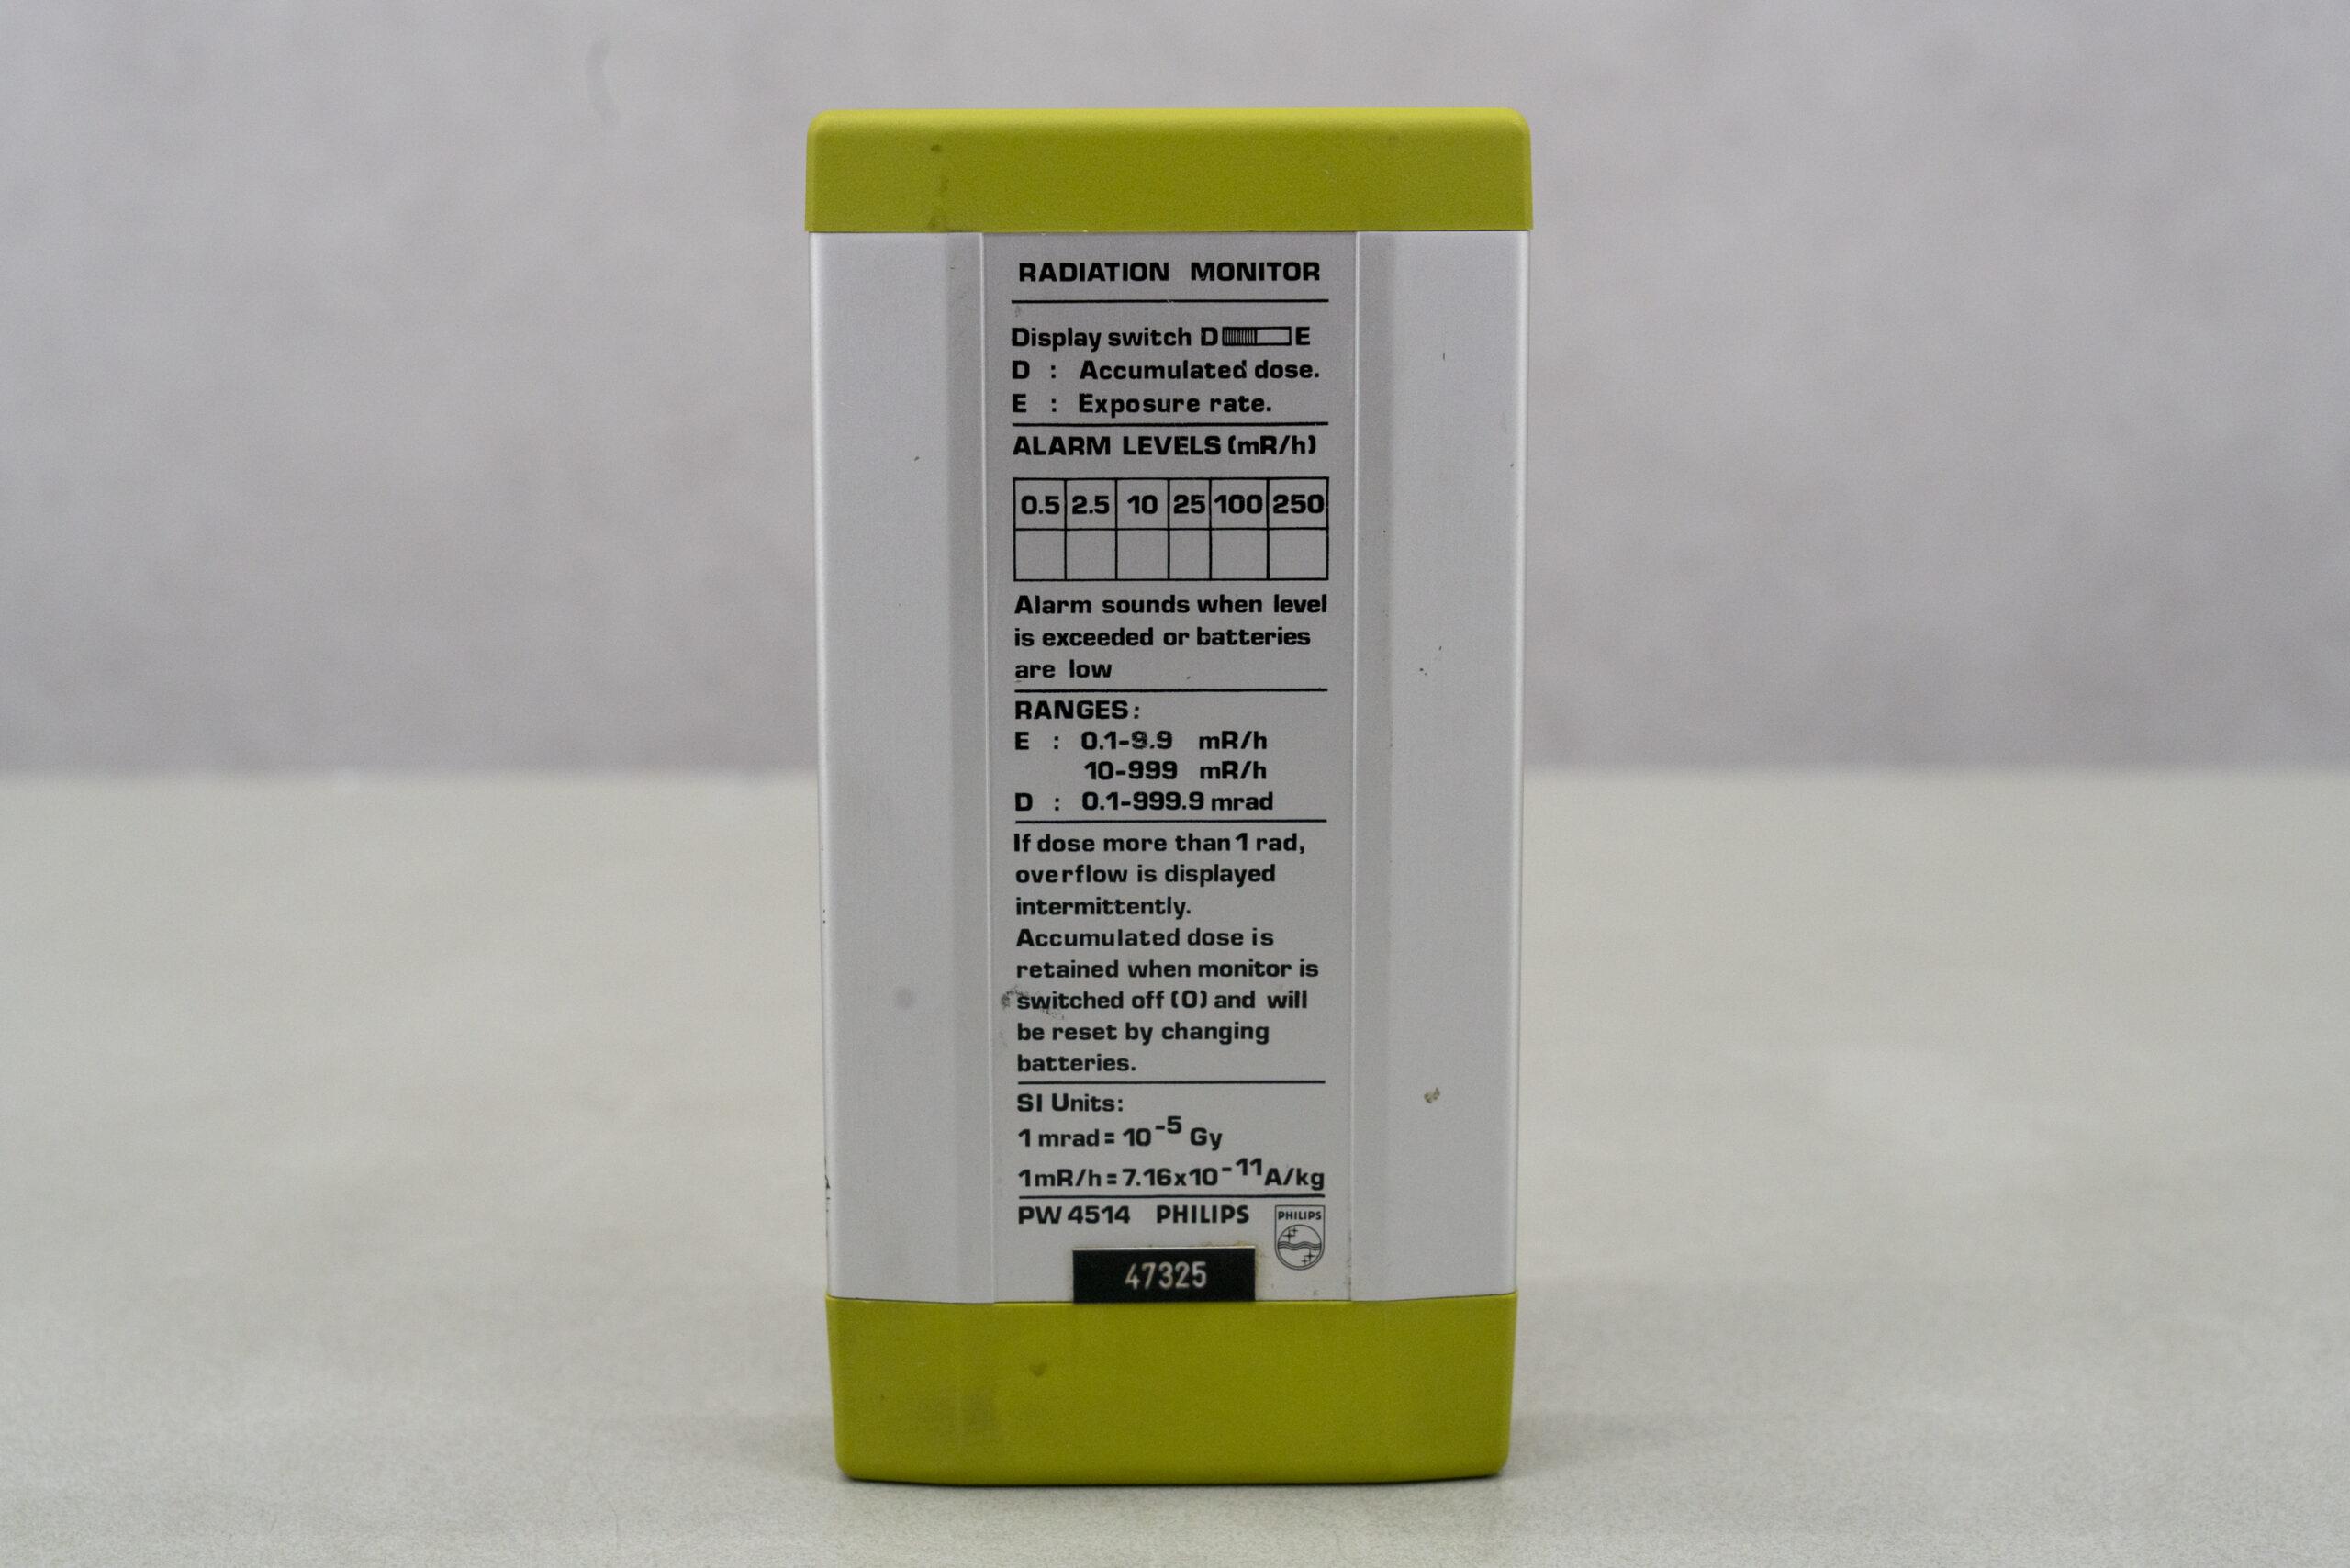 RADIATION MONITOR
Display switch D E
D : Accumulated dose.
E : Exposure rate.
ALARM LEVELS (mR/h)
0.5 2.5 10 25 100 250
Alarm sounds when level
is exceeded or batteries
are low
RANGES:
E : 0.1-9.9 mR/h
10-999 mR/h
D : 0.1-999.9 mrad
If dose more than 1 rad,
overflow is displayed
intermittently.
Accumulated dose is
retained when monitor is
switched off (0) and will
be reset by changing
batteries.
SI Units:
1 mrad = 10⁻⁵ Gy
1mR/h = 7.16x10⁻¹¹A/kg
PW 4514 PHILIPS
PHILIPS
47325